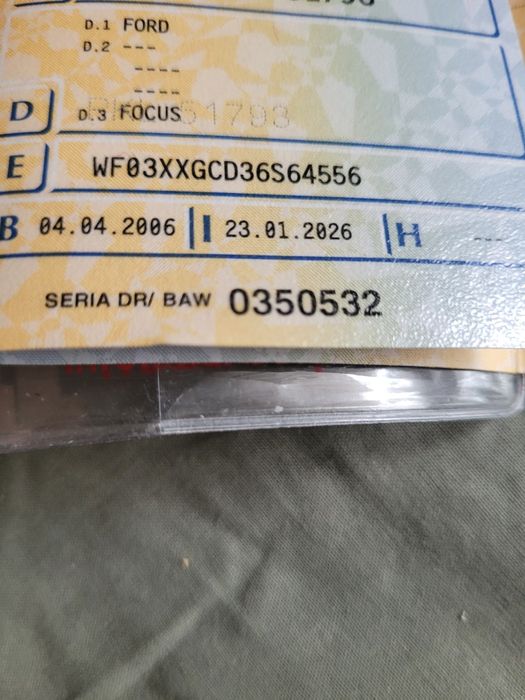 D.1 FORD
D.2 ---
----
----
D D.3 FOCUS
E WF03XXGCD36S64556
B 04.04.2006 I 23.01.2026 H ---
SERIA DR/ BAW 0350532